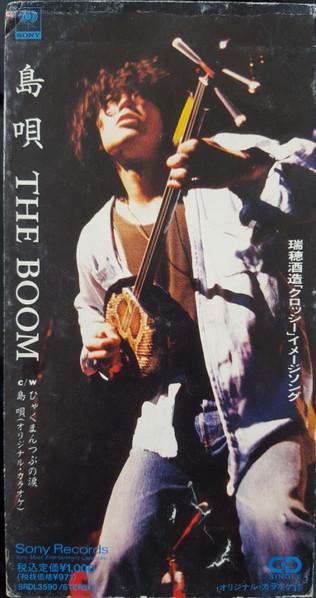 SONY
島唄 THE BOOM
c/w ひゃくまんつぶの涙
島 唄(オリジナル・カラオケ)
瑞穂酒造「クロッシー」イメージソング
Sony Records
税込定価¥1,000
(税抜価格¥971)
SRDL3590/STEREO
CD
SINGLE
オリジナル・カラオケ付